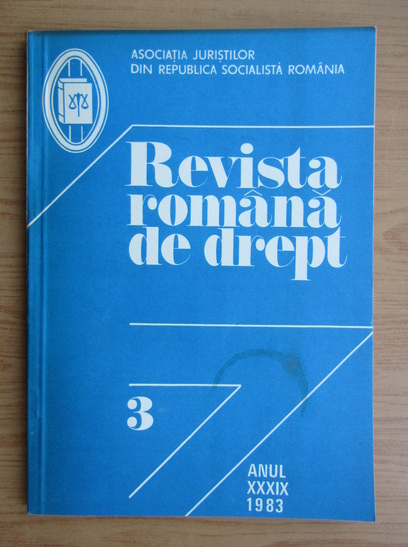 ASOCIAȚIA JURIȘTILOR
DIN REPUBLICA SOCIALISTĂ ROMÂNIA
Revista
română
de drept
3
ANUL
XXXIX
1983